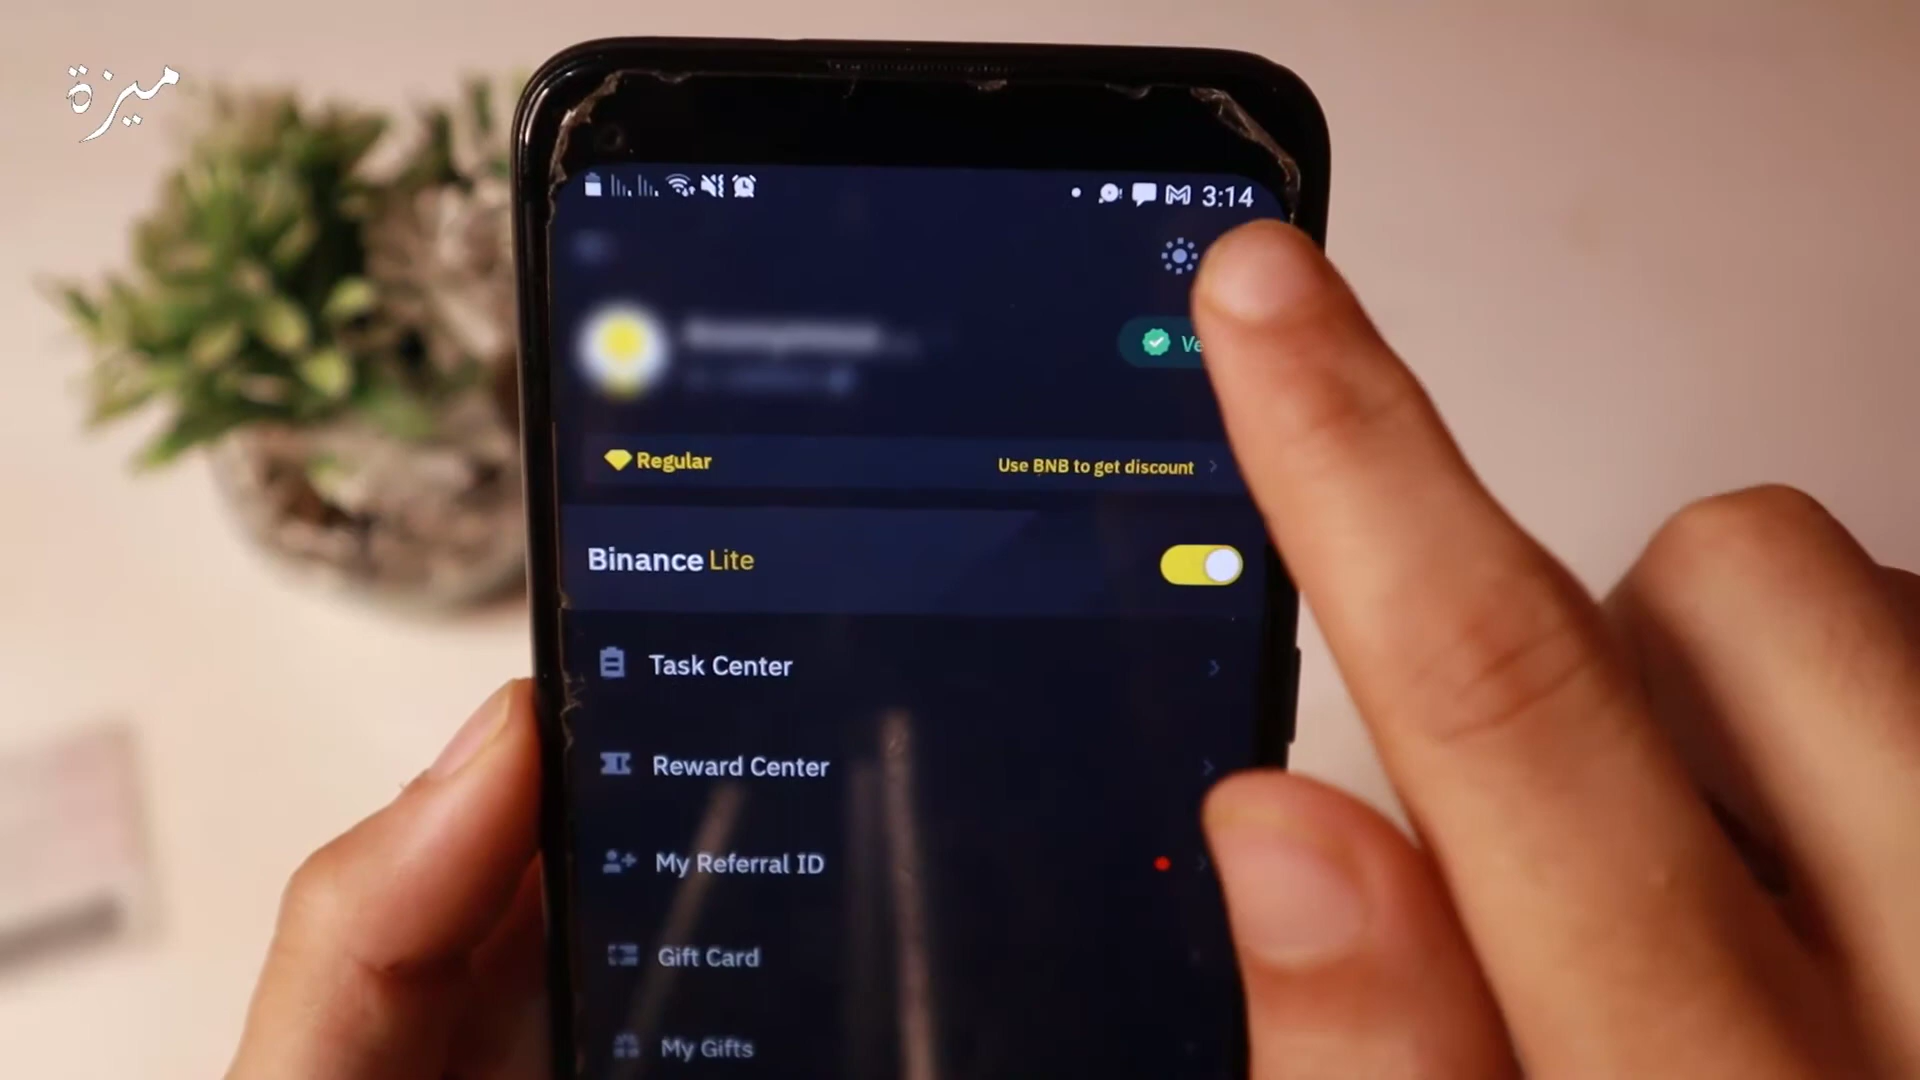 ميزة
3:14
Ve
Regular
Use BNB to get discount
Binance Lite
Task Center
Reward Center
My Referral ID
Gift Card
My Gifts